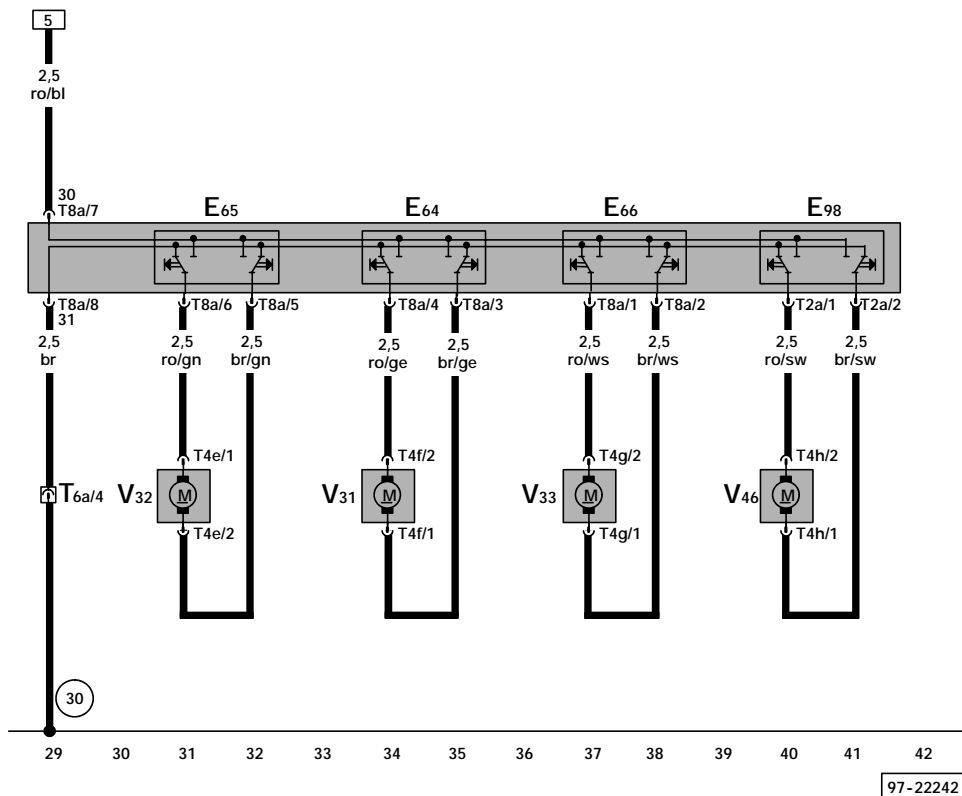 5
2,5
ro/bl
30
T8a/7
E65 E64 E66 E98
T8a/8 T8a/6 T8a/5 T8a/4 T8a/3 T8a/1 T8a/2 T2a/1 T2a/2
31
2,5 2,5 2,5 2,5 2,5 2,5 2,5 2,5 2,5
br ro/gn br/gn ro/ge br/ge ro/ws br/ws ro/sw br/sw
T4e/1 T4f/2 T4g/2 T4h/2
T6a/4 V32 M V31 M V33 M V46 M
T4e/2 T4f/1 T4g/1 T4h/1
30
29 30 31 32 33 34 35 36 37 38 39 40 41 42
97-22242